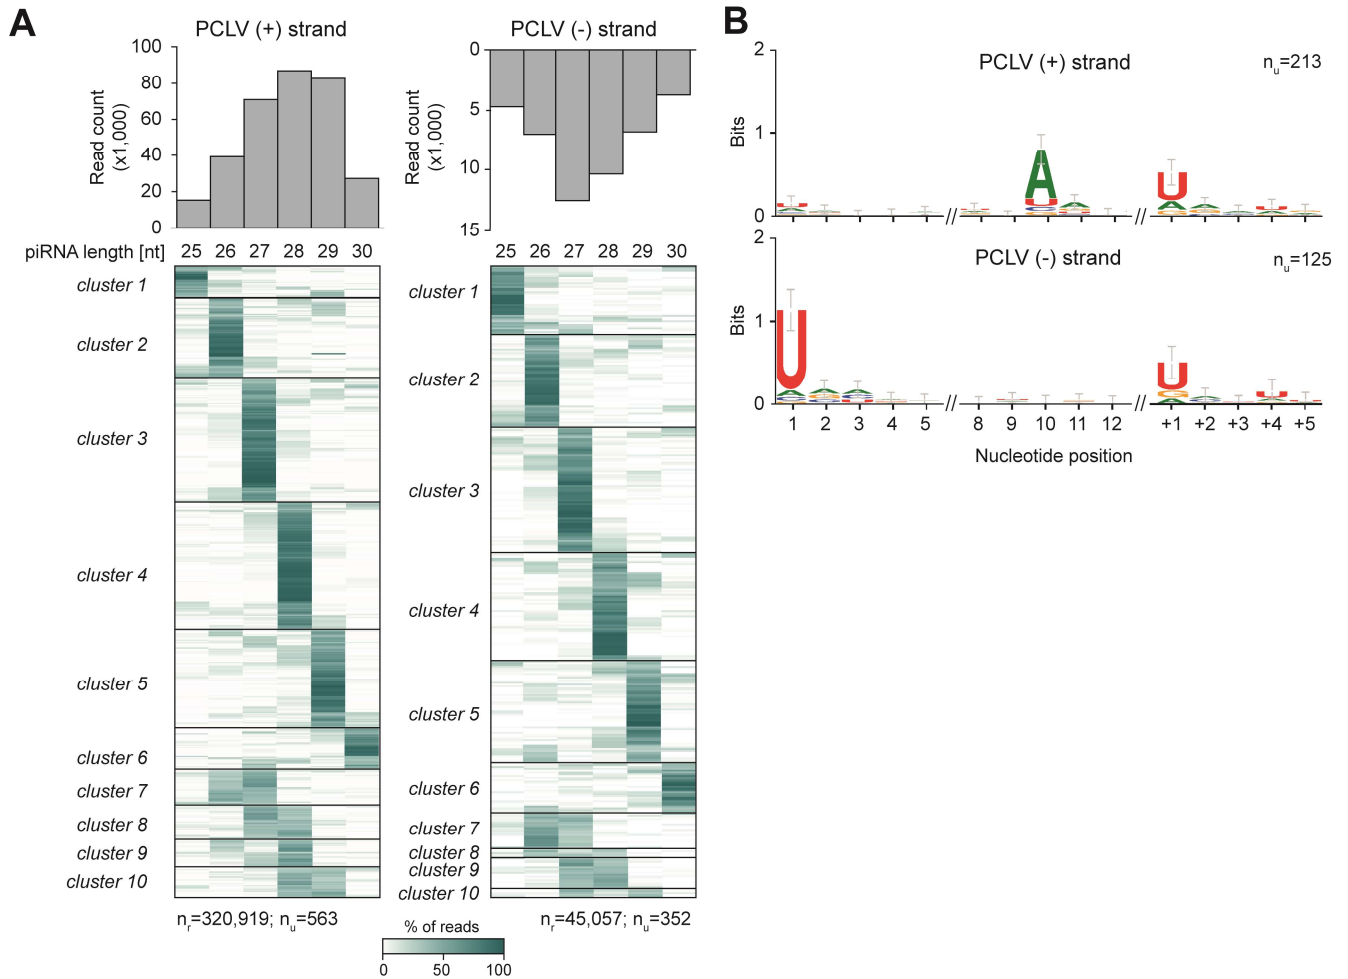 A
PCLV (+) strand
Read count
(x1,000)
100
80
60
40
20
0
PCLV (-) strand
Read count
(x1,000)
0
5
10
15
piRNA length [nt]
25 26 27 28 29 30
25 26 27 28 29 30
cluster 1
cluster 2
cluster 3
cluster 4
cluster 5
cluster 6
cluster 7
cluster 8
cluster 9
cluster 10
nr=320,919; nu=563
cluster 1
cluster 2
cluster 3
cluster 4
cluster 5
cluster 6
cluster 7
cluster 8
cluster 9
cluster 10
nr=45,057; nu=352
% of reads
0 50 100
B
PCLV (+) strand
nu=213
Bits
2
1
0
A
U
// //
PCLV (-) strand
nu=125
Bits
2
1
0
U
U
// //
1 2 3 4 5 8 9 10 11 12 +1 +2 +3 +4 +5
Nucleotide position